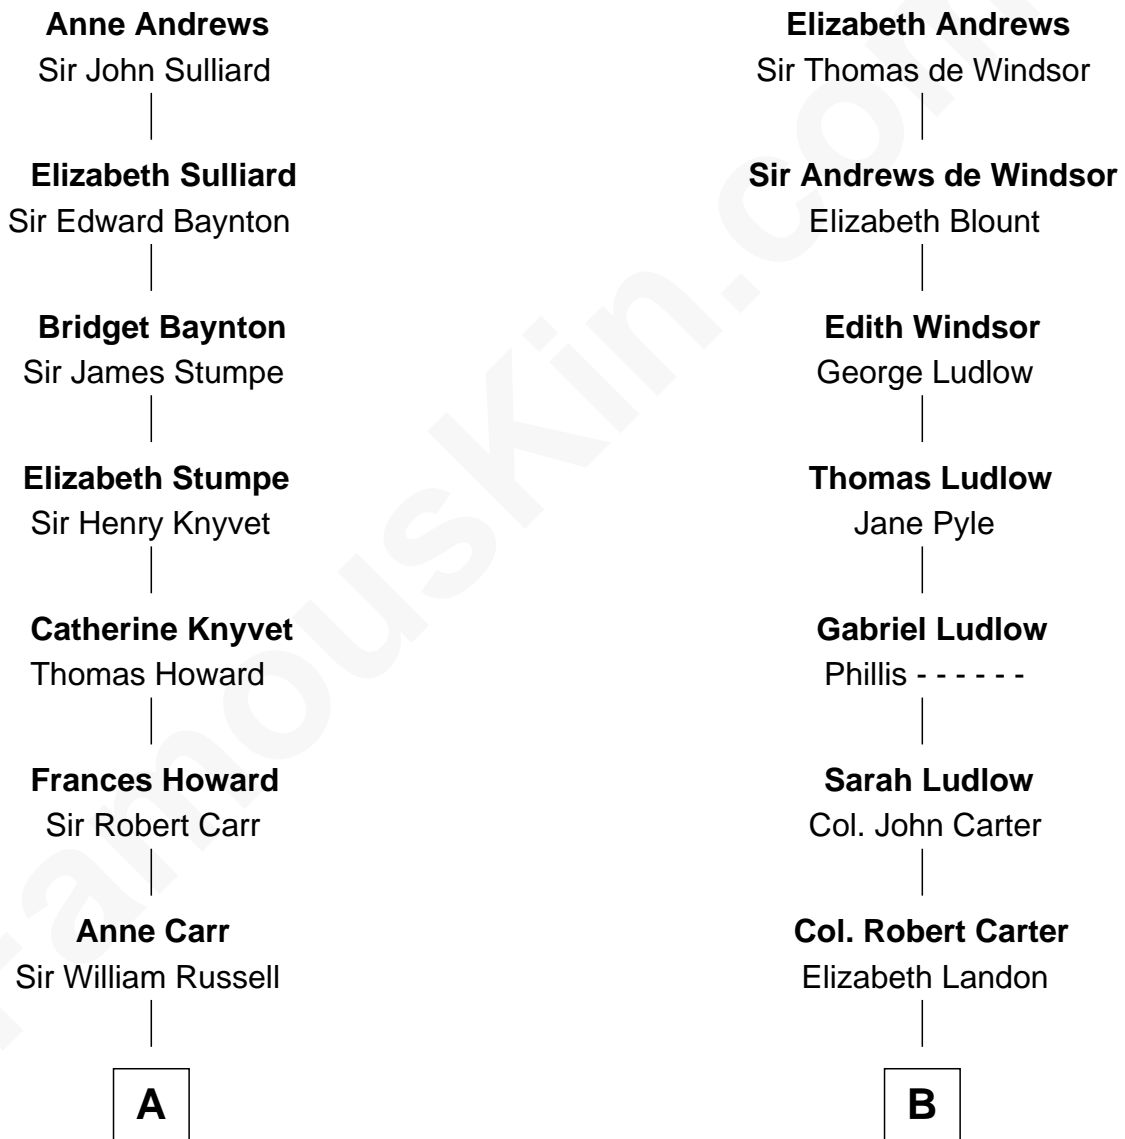 Anne Andrews
Sir John Sulliard
Elizabeth Sulliard
Sir Edward Baynton
Bridget Baynton
Sir James Stumpe
Elizabeth Stumpe
Sir Henry Knyvet
Catherine Knyvet
Thomas Howard
Frances Howard
Sir Robert Carr
Anne Carr
Sir William Russell
A
Elizabeth Andrews
Sir Thomas de Windsor
Sir Andrews de Windsor
Elizabeth Blount
Edith Windsor
George Ludlow
Thomas Ludlow
Jane Pyle
Gabriel Ludlow
Phillis - - - - - -
Sarah Ludlow
Col. John Carter
Col. Robert Carter
Elizabeth Landon
B
FamousKin.com